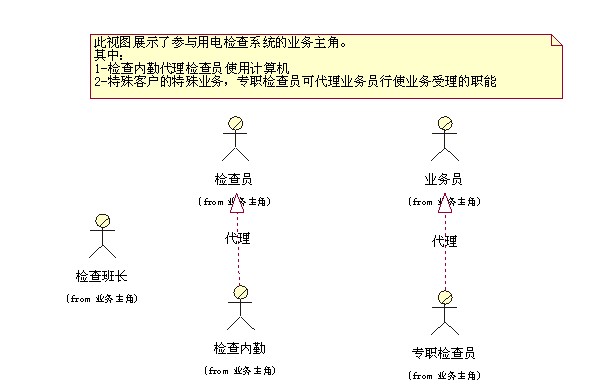 此视图展示了参与用电检查系统的业务主角。
其中：
1-检查内勤代理检查员使用计算机
2-特殊客户的特殊业务，专职检查员可代理业务员行使业务受理的职能
检查员
(from 业务主角)
业务员
(from 业务主角)
代理
代理
检查班长
(from 业务主角)
检查内勤
(from 业务主角)
专职检查员
(from 业务主角)